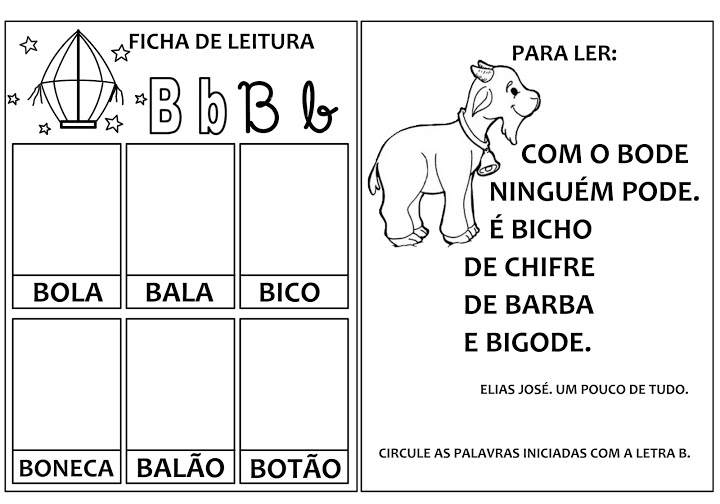 FICHA DE LEITURA
B b B b
BOLA BALA BICO
BONECA BALÃO BOTÃO
PARA LER:
COM O BODE
NINGUÉM PODE.
É BICHO
DE CHIFRE
DE BARBA
E BIGODE.
ELIAS JOSÉ. UM POUCO DE TUDO.
CIRCULE AS PALAVRAS INICIADAS COM A LETRA B.